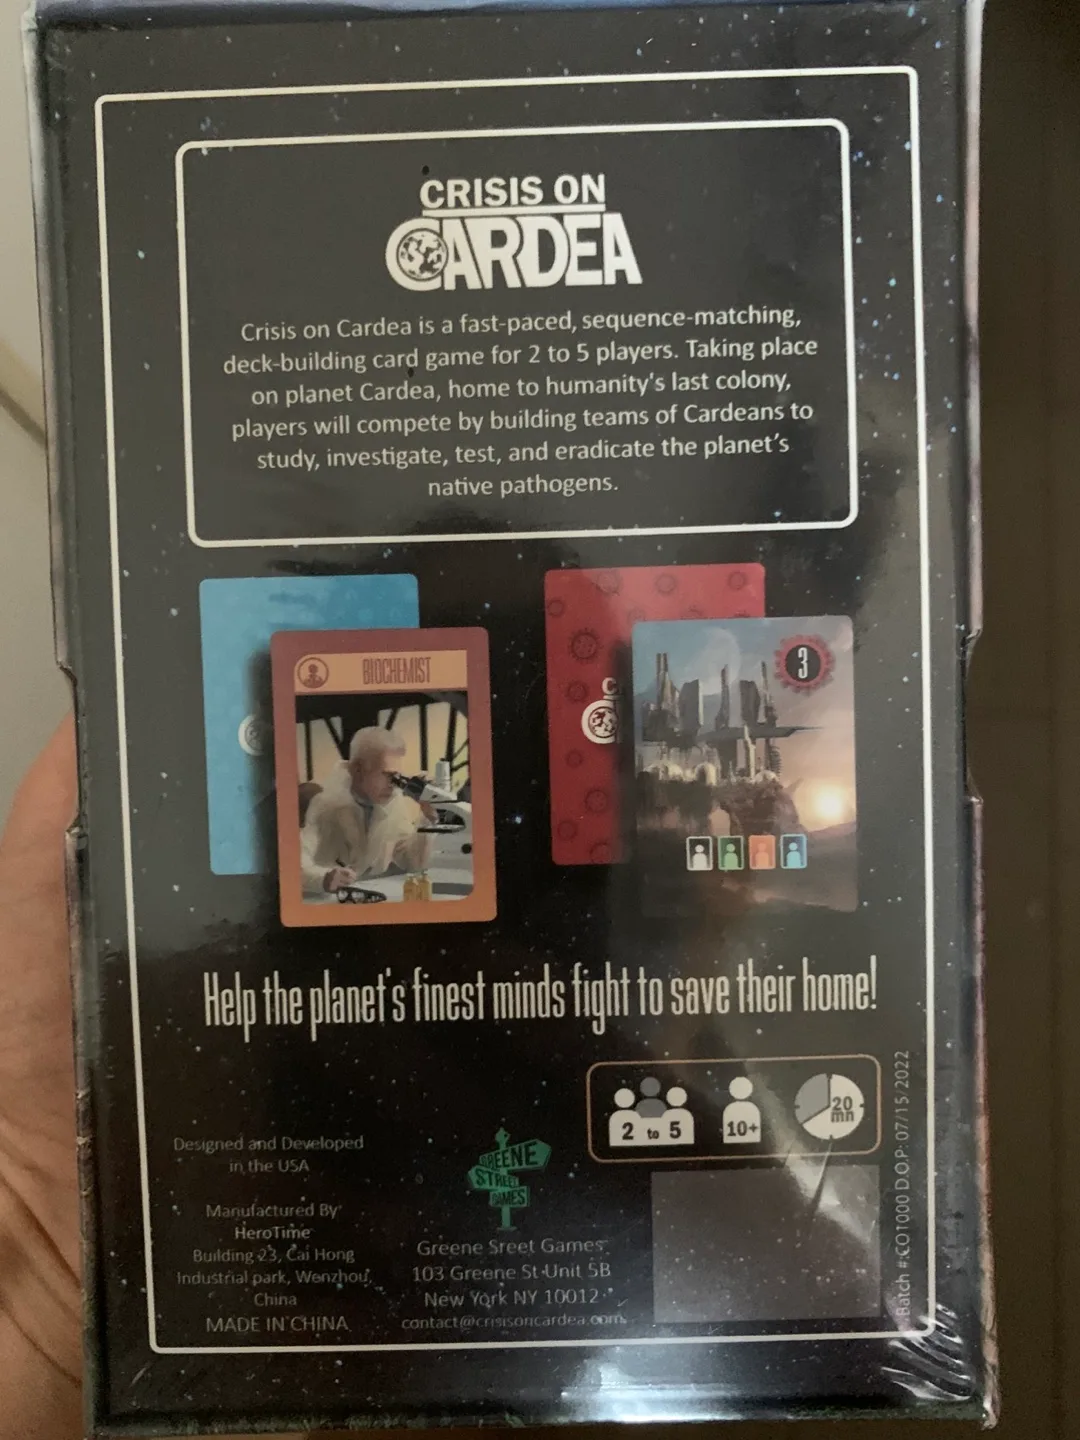 CRISIS ON
CARDEA
Crisis on Cardea is a fast-paced, sequence-matching,
deck-building card game for 2 to 5 players. Taking place
on planet Cardea, home to humanity's last colony,
players will compete by building teams of Cardeans to
study, investigate, test, and eradicate the planet's
native pathogens.
BIOCHEMIST
C
3
Help the planet's finest minds fight to save their home!
2 to 5
10+
20
mn
Designed and Developed
in the USA
Manufactured By
HeroTime
Building 23, Cai Hong
Industrial park, Wenzhou,
China
MADE IN CHINA
GREENE
STREET
GAMES
Greene Sreet Games
103 Greene St Unit 5B
New York NY 10012
contact@crisisoncardea.com
Batch #:COT000 D.O.P: 07/15/2022